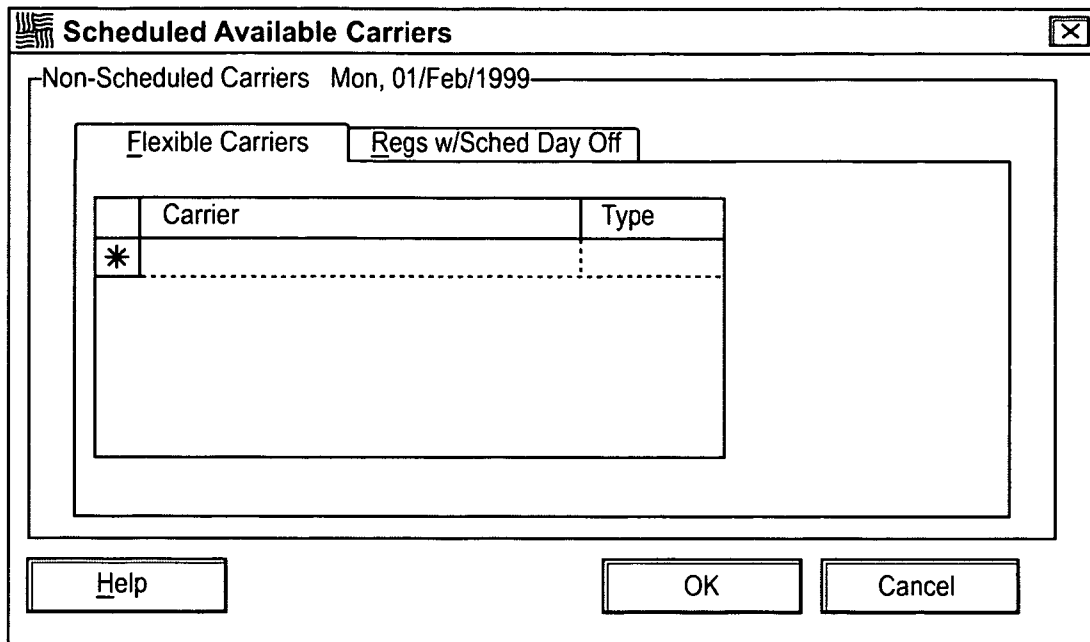 Scheduled Available Carriers
Non-Scheduled Carriers Mon, 01/Feb/1999
Flexible Carriers Regs w/Sched Day Off
Carrier Type
*
Help OK Cancel